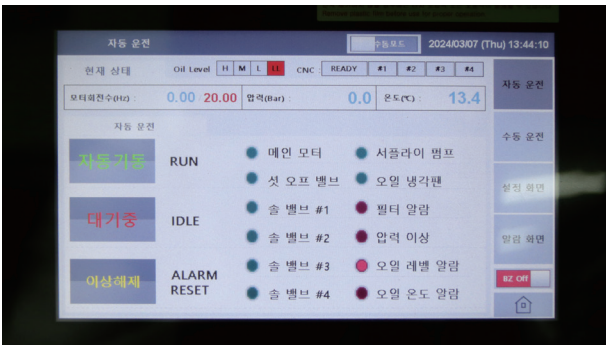 자동 운전 수동모드 2024/03/07 (Thu) 13:44:10
현재 상태 Oil Level H M L LL CNC : READY #1 #2 #3 #4
모터회전수(Hz) : 0.00 / 20.00 압력(Bar) : 0.0 온도(℃) : 13.4
자동 운전
자동기동 RUN
대기중 IDLE
이상해제 ALARM RESET
메인 모터 서플라이 펌프
셧 오프 밸브 오일 냉각팬
솔 밸브 #1 필터 알람
솔 밸브 #2 압력 이상
솔 밸브 #3 오일 레벨 알람
솔 밸브 #4 오일 온도 알람
자동 운전
수동 운전
설정 화면
알람 화면
BZ Off